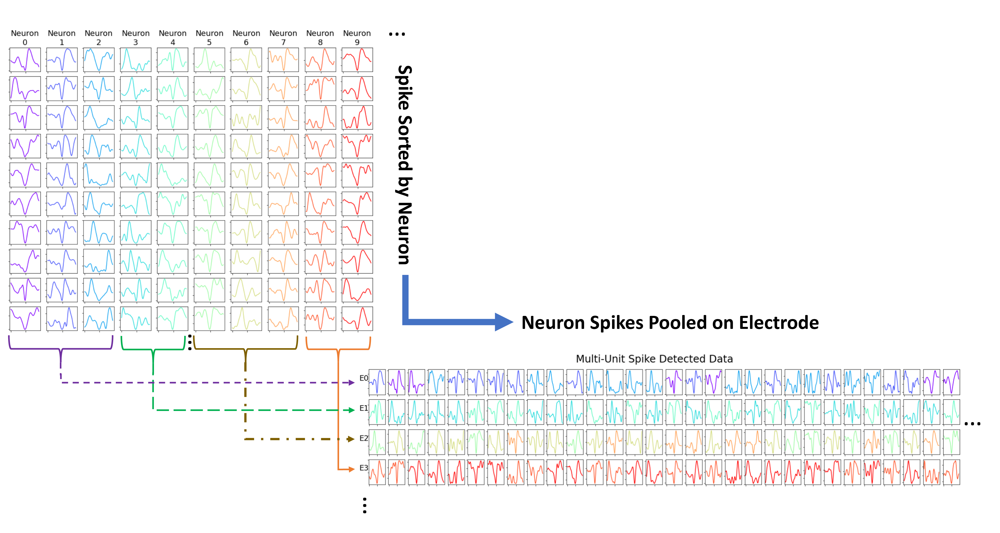 Neuron 0
Neuron 1
Neuron 2
Neuron 3
Neuron 4
Neuron 5
Neuron 6
Neuron 7
Neuron 8
Neuron 9
...
Spike Sorted by Neuron
Neuron Spikes Pooled on Electrode
Multi-Unit Spike Detected Data
E0
E1
E2
E3
...